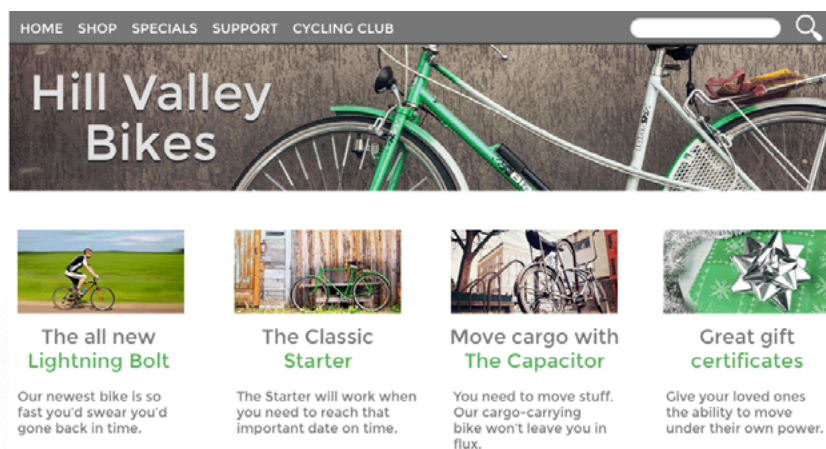 HOME SHOP SPECIALS SUPPORT CYCLING CLUB
Hill Valley
Bikes
The all new
Lightning Bolt
Our newest bike is so
fast you'd swear you'd
gone back in time.
The Classic
Starter
The Starter will work when
you need to reach that
important date on time.
Move cargo with
The Capacitor
You need to move stuff.
Our cargo-carrying
bike won't leave you in
flux.
Great gift
certificates
Give your loved ones
the ability to move
under their own power.